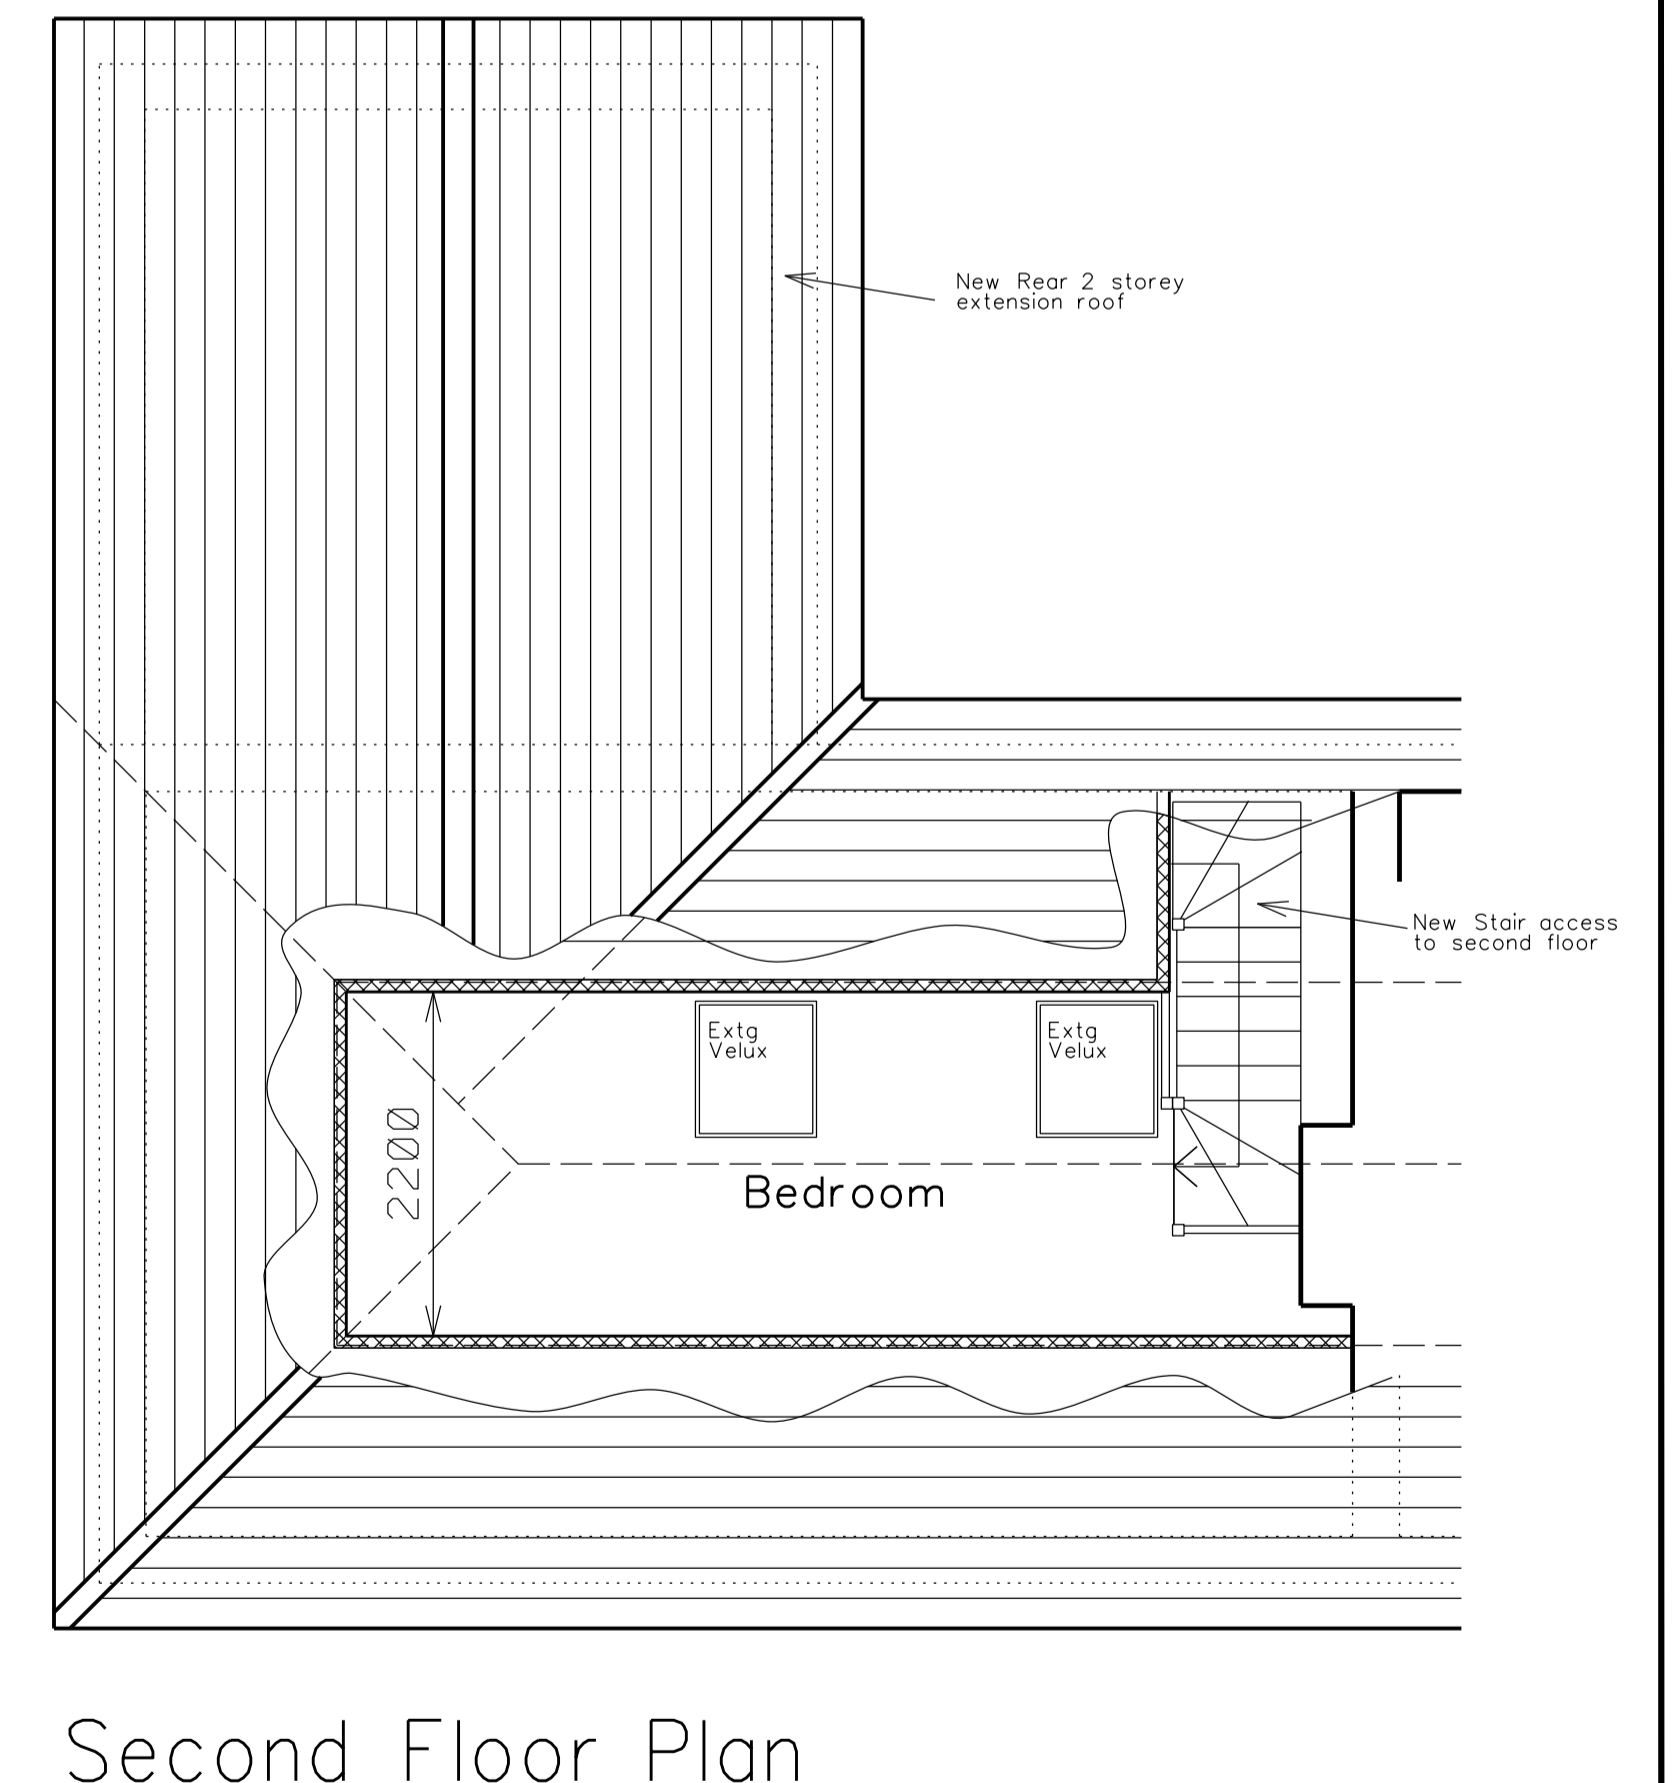 New Rear 2 storey
extension roof
New Stair access
to second floor
Extg
Velux
Extg
Velux
2200
Bedroom
Second Floor Plan